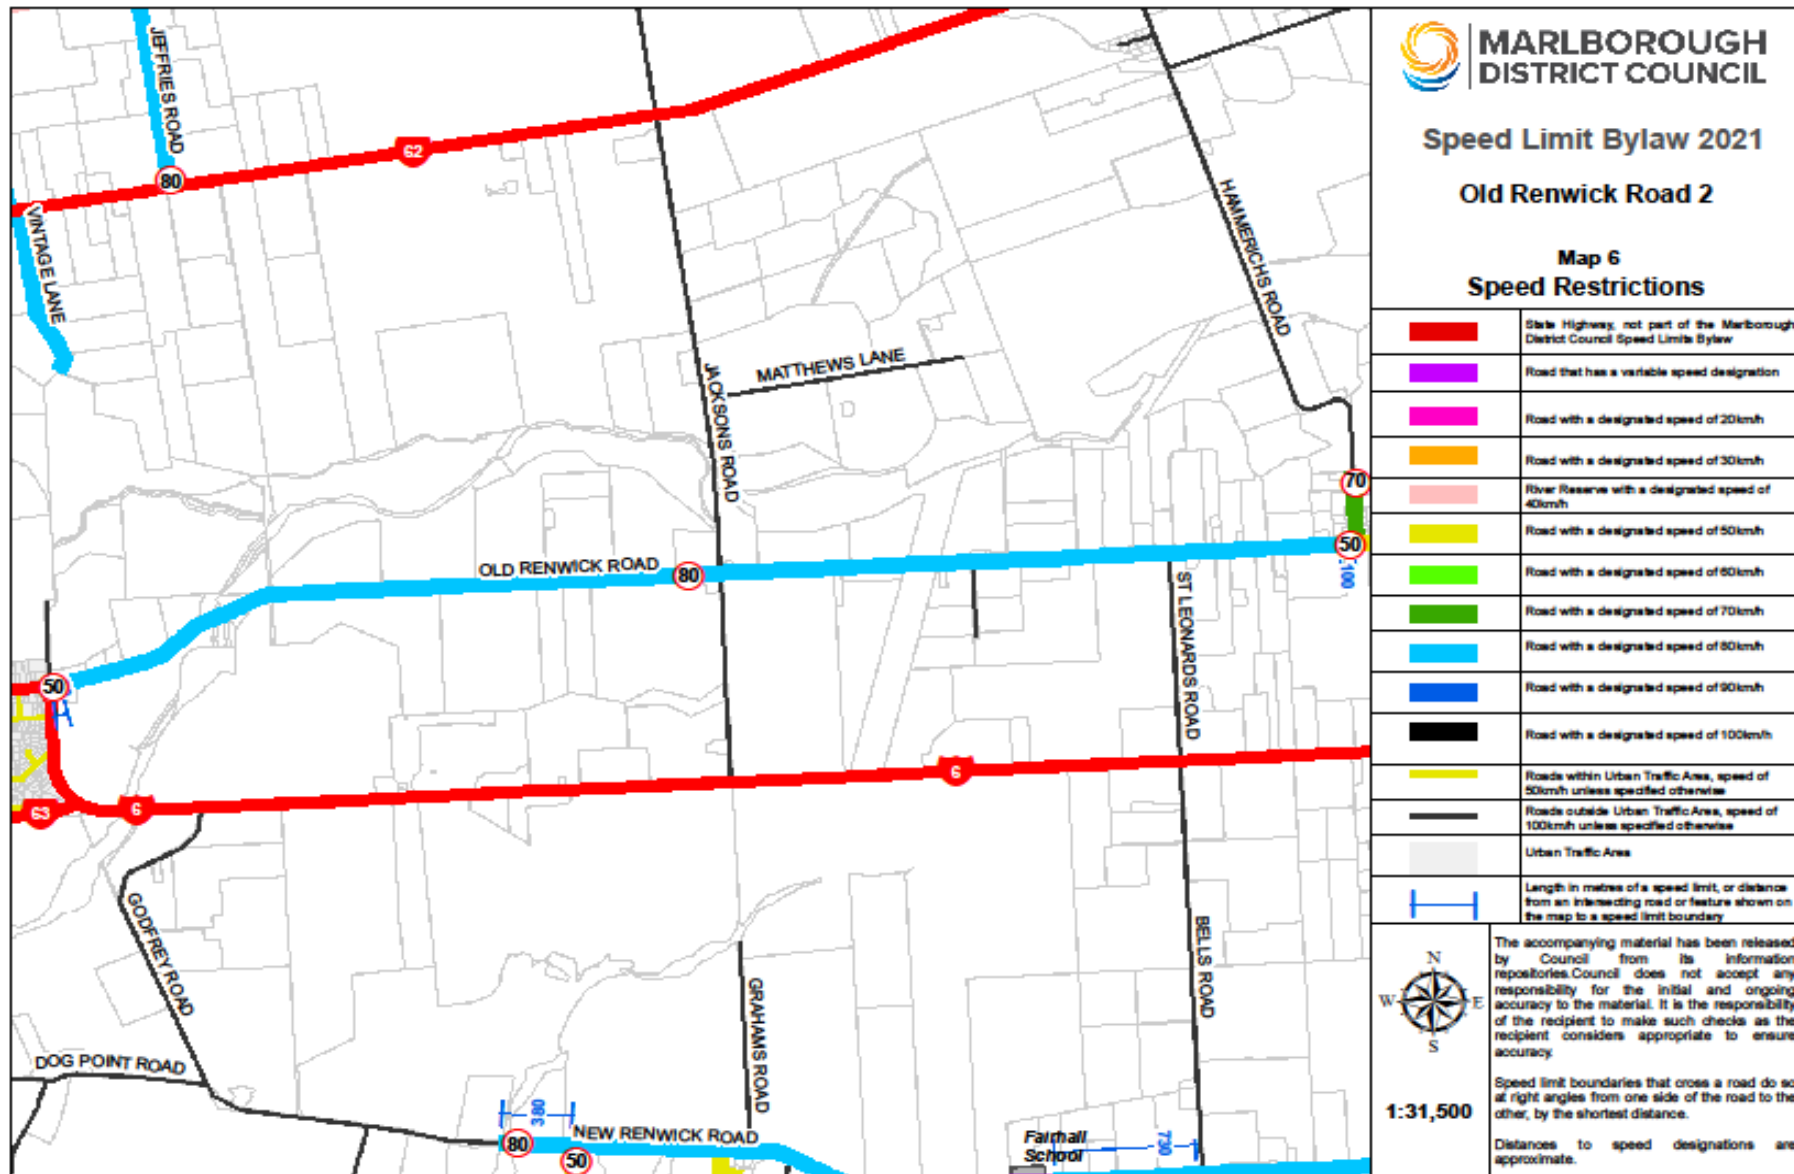 JEFFRIES ROAD
62
80
VINTAGE LANE
HAMMERICHS ROAD
MATTHEWS LANE
JACKSONS ROAD
70
50
100
OLD RENWICK ROAD
80
ST LEONARDS ROAD
50
6
63
6
GODFREY ROAD
BELLS ROAD
GRAHAMS ROAD
DOG POINT ROAD
380
NEW RENWICK ROAD
80
50
Fairhall
School
730
MARLBOROUGH
DISTRICT COUNCIL
Speed Limit Bylaw 2021
Old Renwick Road 2
Map 6
Speed Restrictions
State Highway, not part of the Marlborough
District Council Speed Limits Bylaw
Road that has a variable speed designation
Road with a designated speed of 20km/h
Road with a designated speed of 30km/h
River Reserve with a designated speed of
40km/h
Road with a designated speed of 50km/h
Road with a designated speed of 60km/h
Road with a designated speed of 70km/h
Road with a designated speed of 80km/h
Road with a designated speed of 90km/h
Road with a designated speed of 100km/h
Roads within Urban Traffic Area, speed of
50km/h unless specified otherwise
Roads outside Urban Traffic Area, speed of
100km/h unless specified otherwise
Urban Traffic Area
Length in metres of a speed limit, or distance
from an intersecting road or feature shown on
the map to a speed limit boundary
N
W
E
S
1:31,500
The accompanying material has been released
by Council from its information
repositories.Council does not accept any
responsibility for the initial and ongoing
accuracy to the material. It is the responsibility
of the recipient to make such checks as the
recipient considers appropriate to ensure
accuracy.
Speed limit boundaries that cross a road do so
at right angles from one side of the road to the
other, by the shortest distance.
Distances to speed designations are
approximate.